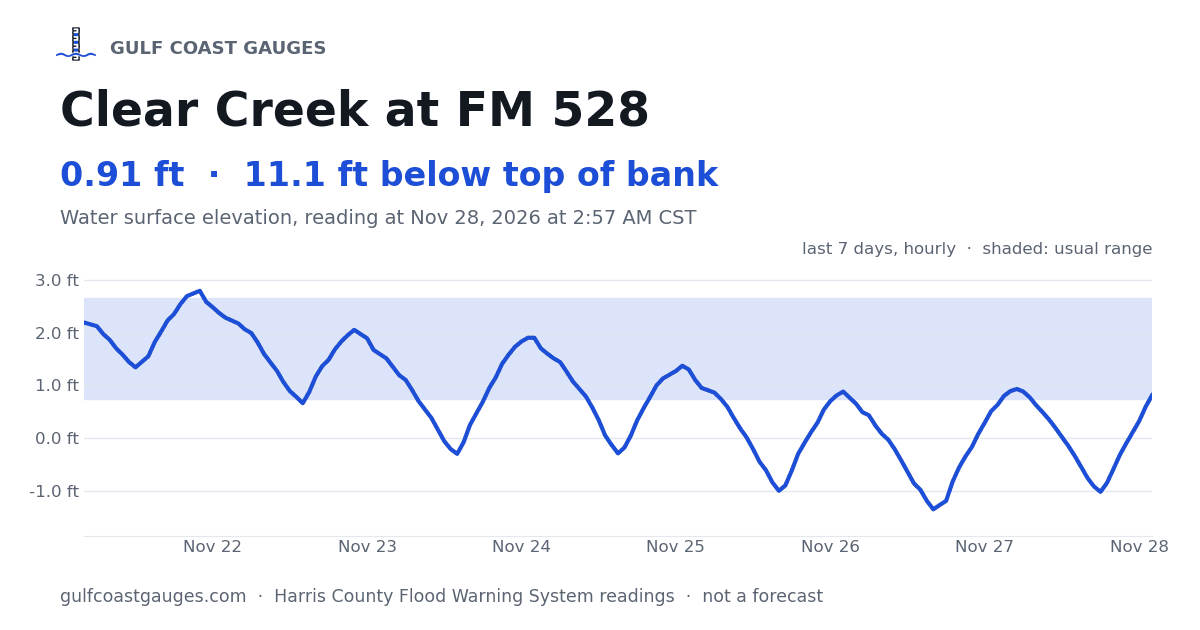 GULF COAST GAUGES
Clear Creek at FM 528
0.91 ft · 11.1 ft below top of bank
Water surface elevation, reading at Nov 28, 2026 at 2:57 AM CST
last 7 days, hourly · shaded: usual range
3.0 ft
2.0 ft
1.0 ft
0.0 ft
-1.0 ft
Nov 22 Nov 23 Nov 24 Nov 25 Nov 26 Nov 27 Nov 28
gulfcoastgauges.com · Harris County Flood Warning System readings · not a forecast